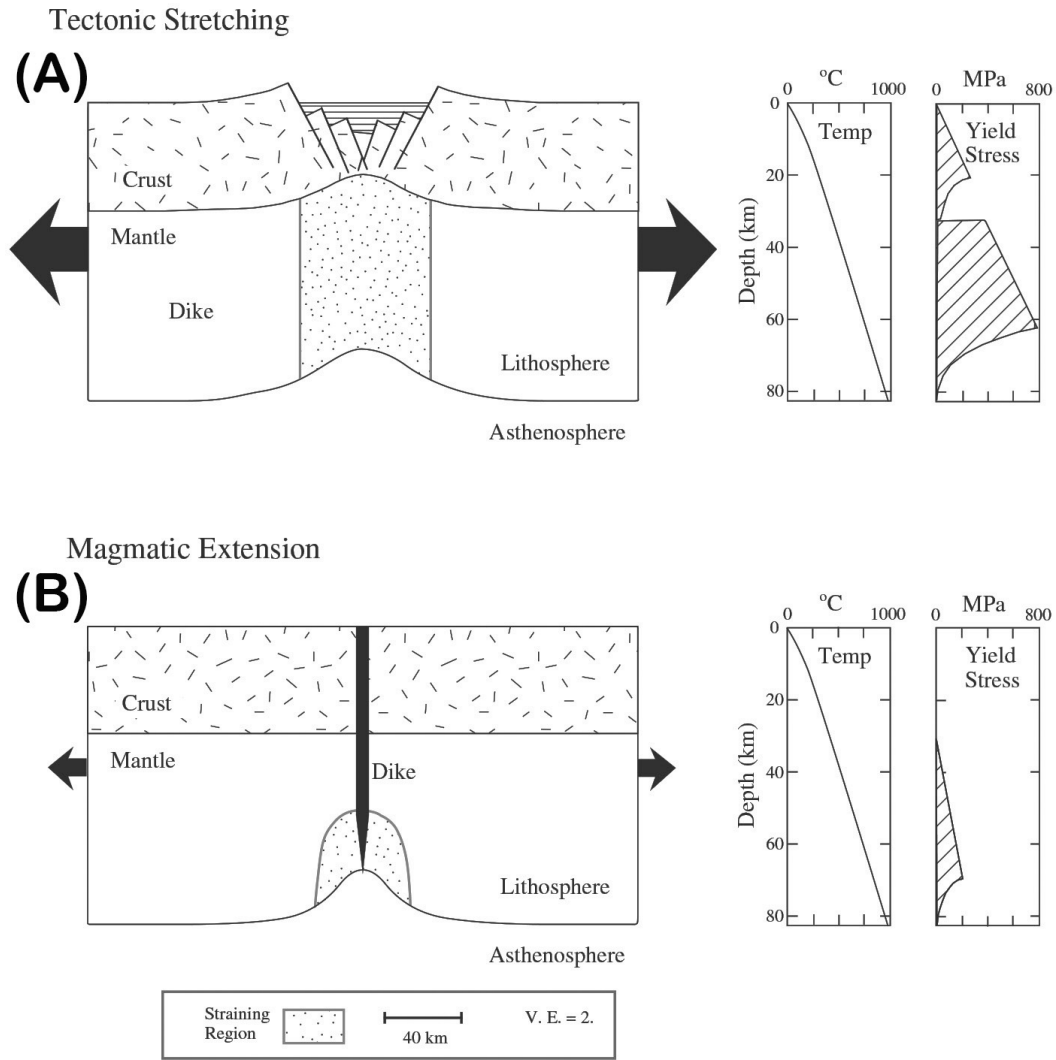 Tectonic Stretching
(A)
°C
MPa
0
1000
0
800
0
Temp
Yield
Stress
Crust
20
Mantle
40
Depth (km)
Dike
60
Lithosphere
80
Asthenosphere
Magmatic Extension
(B)
°C
MPa
0
1000
0
800
0
Temp
Yield
Stress
Crust
20
Mantle
Dike
40
Depth (km)
60
Lithosphere
80
Asthenosphere
Straining
Region
40 km
V. E. = 2.